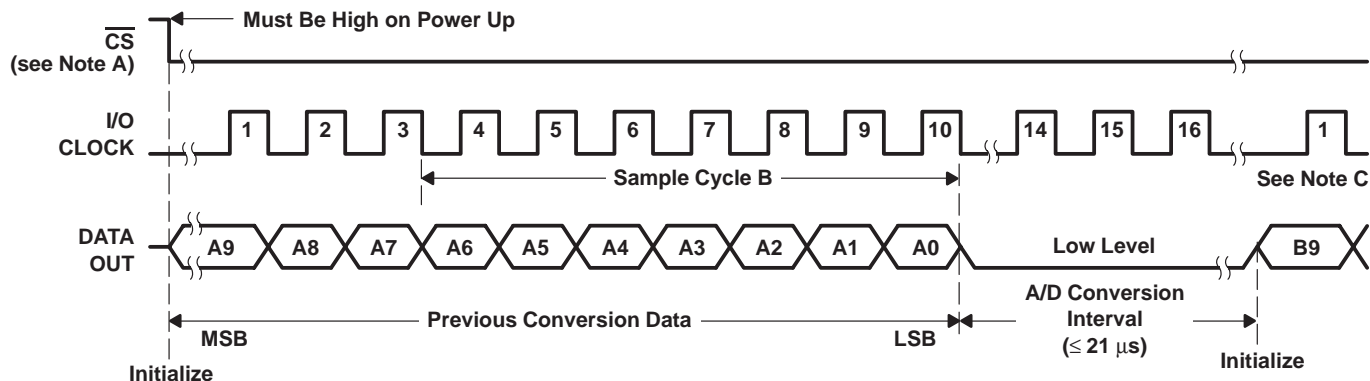 Must Be High on Power Up
CS
(see Note A)
I/O
CLOCK
1 2 3 4 5 6 7 8 9 10 14 15 16 1
Sample Cycle B
See Note C
DATA
OUT
A9 A8 A7 A6 A5 A4 A3 A2 A1 A0 Low Level B9
A/D Conversion
Interval
(≤ 21 μs)
Previous Conversion Data
MSB LSB
Initialize Initialize